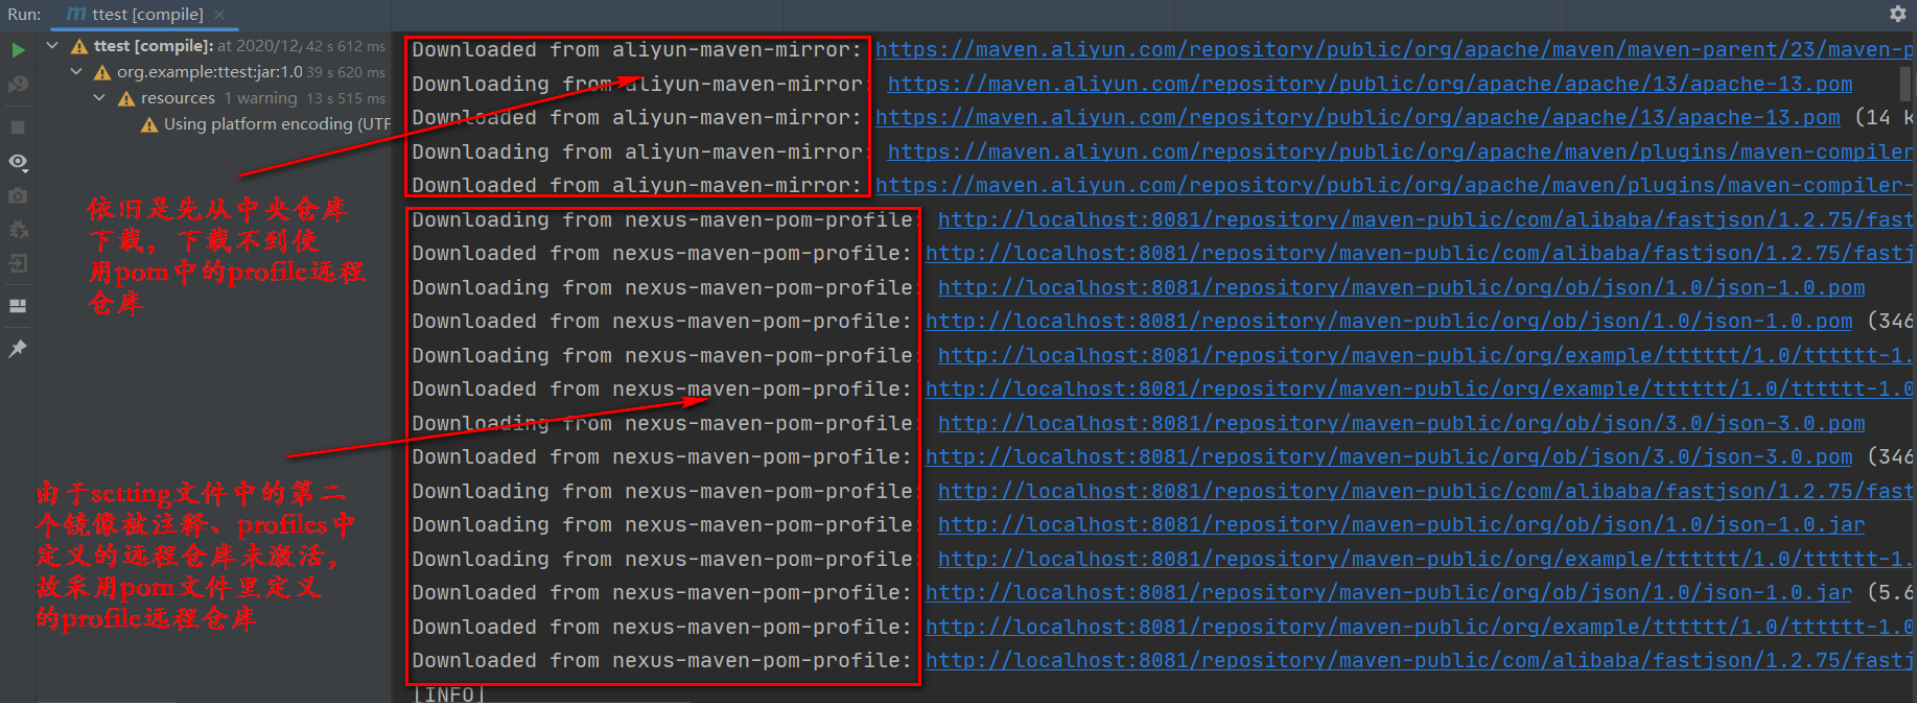 Run: ttest [compile] ×
ttest [compile]: at 2020/12/ 42 s 612 ms
org.example:ttest:jar:1.0 39 s 620 ms
resources 1 warning 13 s 515 ms
Using platform encoding (UTF
依旧是先从中央仓库
下载，下载不到使
用pom中的profile远程
仓库
由于setting文件中的第二
个镜像被注释、profiles中
定义的远程仓库未激活，
故采用pom文件里定义
的profile远程仓库
Downloaded from aliyun-maven-mirror: https://maven.aliyun.com/repository/public/org/apache/maven/maven-parent/23/maven-p
Downloading from aliyun-maven-mirror: https://maven.aliyun.com/repository/public/org/apache/apache/13/apache-13.pom
Downloaded from aliyun-maven-mirror: https://maven.aliyun.com/repository/public/org/apache/apache/13/apache-13.pom (14 k
Downloading from aliyun-maven-mirror: https://maven.aliyun.com/repository/public/org/apache/maven/plugins/maven-compiler
Downloaded from aliyun-maven-mirror: https://maven.aliyun.com/repository/public/org/apache/maven/plugins/maven-compiler-
Downloading from nexus-maven-pom-profile: http://localhost:8081/repository/maven-public/com/alibaba/fastjson/1.2.75/fast
Downloaded from nexus-maven-pom-profile: http://localhost:8081/repository/maven-public/com/alibaba/fastjson/1.2.75/fastj
Downloading from nexus-maven-pom-profile: http://localhost:8081/repository/maven-public/org/ob/json/1.0/json-1.0.pom
Downloaded from nexus-maven-pom-profile: http://localhost:8081/repository/maven-public/org/ob/json/1.0/json-1.0.pom (346
Downloading from nexus-maven-pom-profile: http://localhost:8081/repository/maven-public/org/example/tttttt/1.0/tttttt-1.
Downloaded from nexus-maven-pom-profile: http://localhost:8081/repository/maven-public/org/example/tttttt/1.0/tttttt-1.0
Downloading from nexus-maven-pom-profile: http://localhost:8081/repository/maven-public/org/ob/json/3.0/json-3.0.pom
Downloaded from nexus-maven-pom-profile: http://localhost:8081/repository/maven-public/org/ob/json/3.0/json-3.0.pom (346
Downloading from nexus-maven-pom-profile: http://localhost:8081/repository/maven-public/com/alibaba/fastjson/1.2.75/fast
Downloading from nexus-maven-pom-profile: http://localhost:8081/repository/maven-public/org/ob/json/1.0/json-1.0.jar
Downloading from nexus-maven-pom-profile: http://localhost:8081/repository/maven-public/org/example/tttttt/1.0/tttttt-1.
Downloaded from nexus-maven-pom-profile: http://localhost:8081/repository/maven-public/org/ob/json/1.0/json-1.0.jar (5.6
Downloaded from nexus-maven-pom-profile: http://localhost:8081/repository/maven-public/org/example/tttttt/1.0/tttttt-1.0
Downloaded from nexus-maven-pom-profile: http://localhost:8081/repository/maven-public/com/alibaba/fastjson/1.2.75/fastj
[INFO]